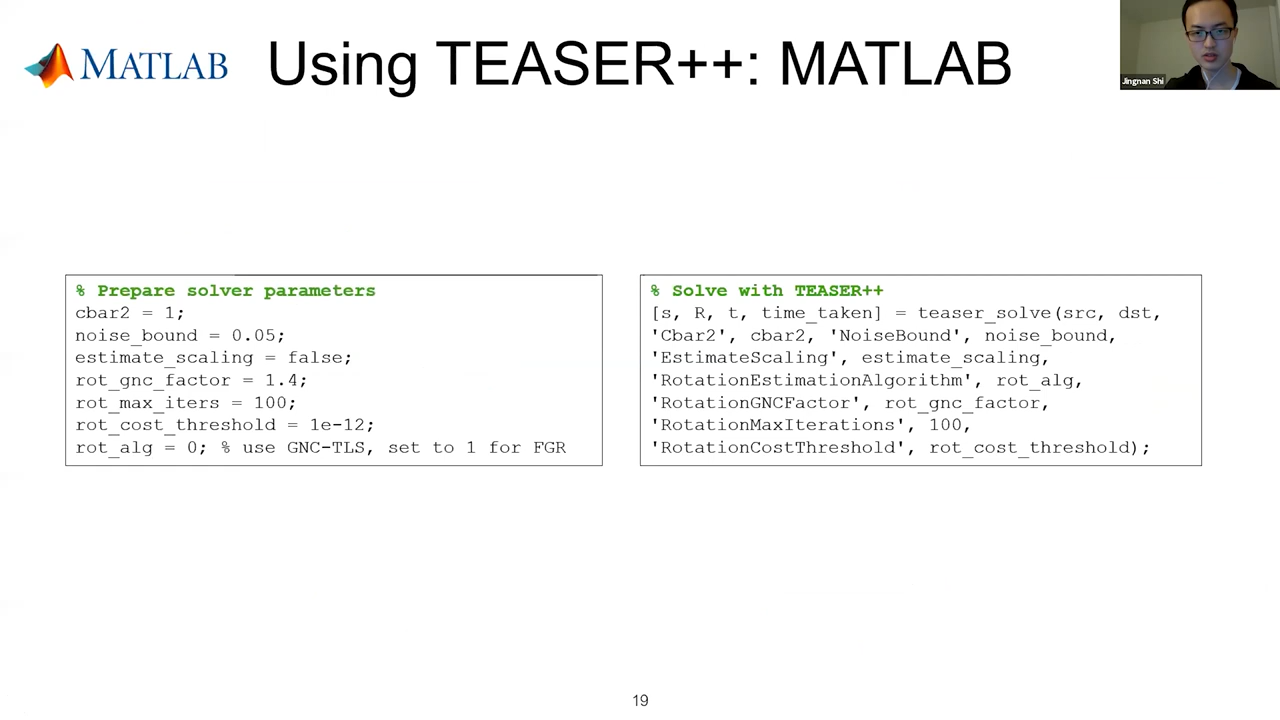 MATLAB
Using TEASER++: MATLAB
Jingnan Shi
% Prepare solver parameters
cbar2 = 1;
noise_bound = 0.05;
estimate_scaling = false;
rot_gnc_factor = 1.4;
rot_max_iters = 100;
rot_cost_threshold = 1e-12;
rot_alg = 0; % use GNC-TLS, set to 1 for FGR
% Solve with TEASER++
[s, R, t, time_taken] = teaser_solve(src, dst,
'Cbar2', cbar2, 'NoiseBound', noise_bound,
'EstimateScaling', estimate_scaling,
'RotationEstimationAlgorithm', rot_alg,
'RotationGNCFactor', rot_gnc_factor,
'RotationMaxIterations', 100,
'RotationCostThreshold', rot_cost_threshold);
19